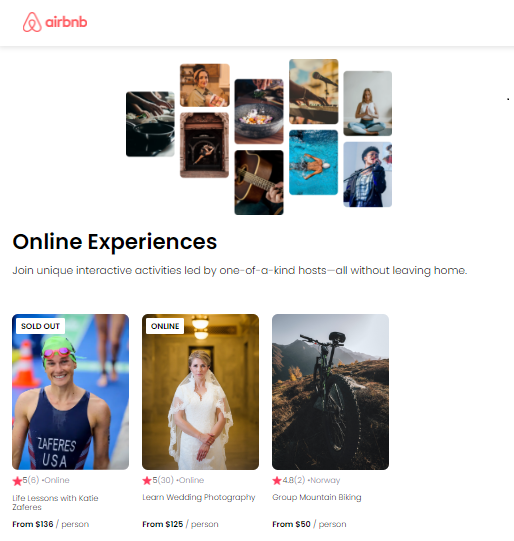 airbnb
Online Experiences
Join unique interactive activities led by one-of-a-kind hosts—all without leaving home.
SOLD OUT
ZAFERES
USA
5(6) •Online
Life Lessons with Katie
Zaferes
From $136 / person
ONLINE
5(30) •Online
Learn Wedding Photography
From $125 / person
4.8(2) •Norway
Group Mountain Biking
From $50 / person